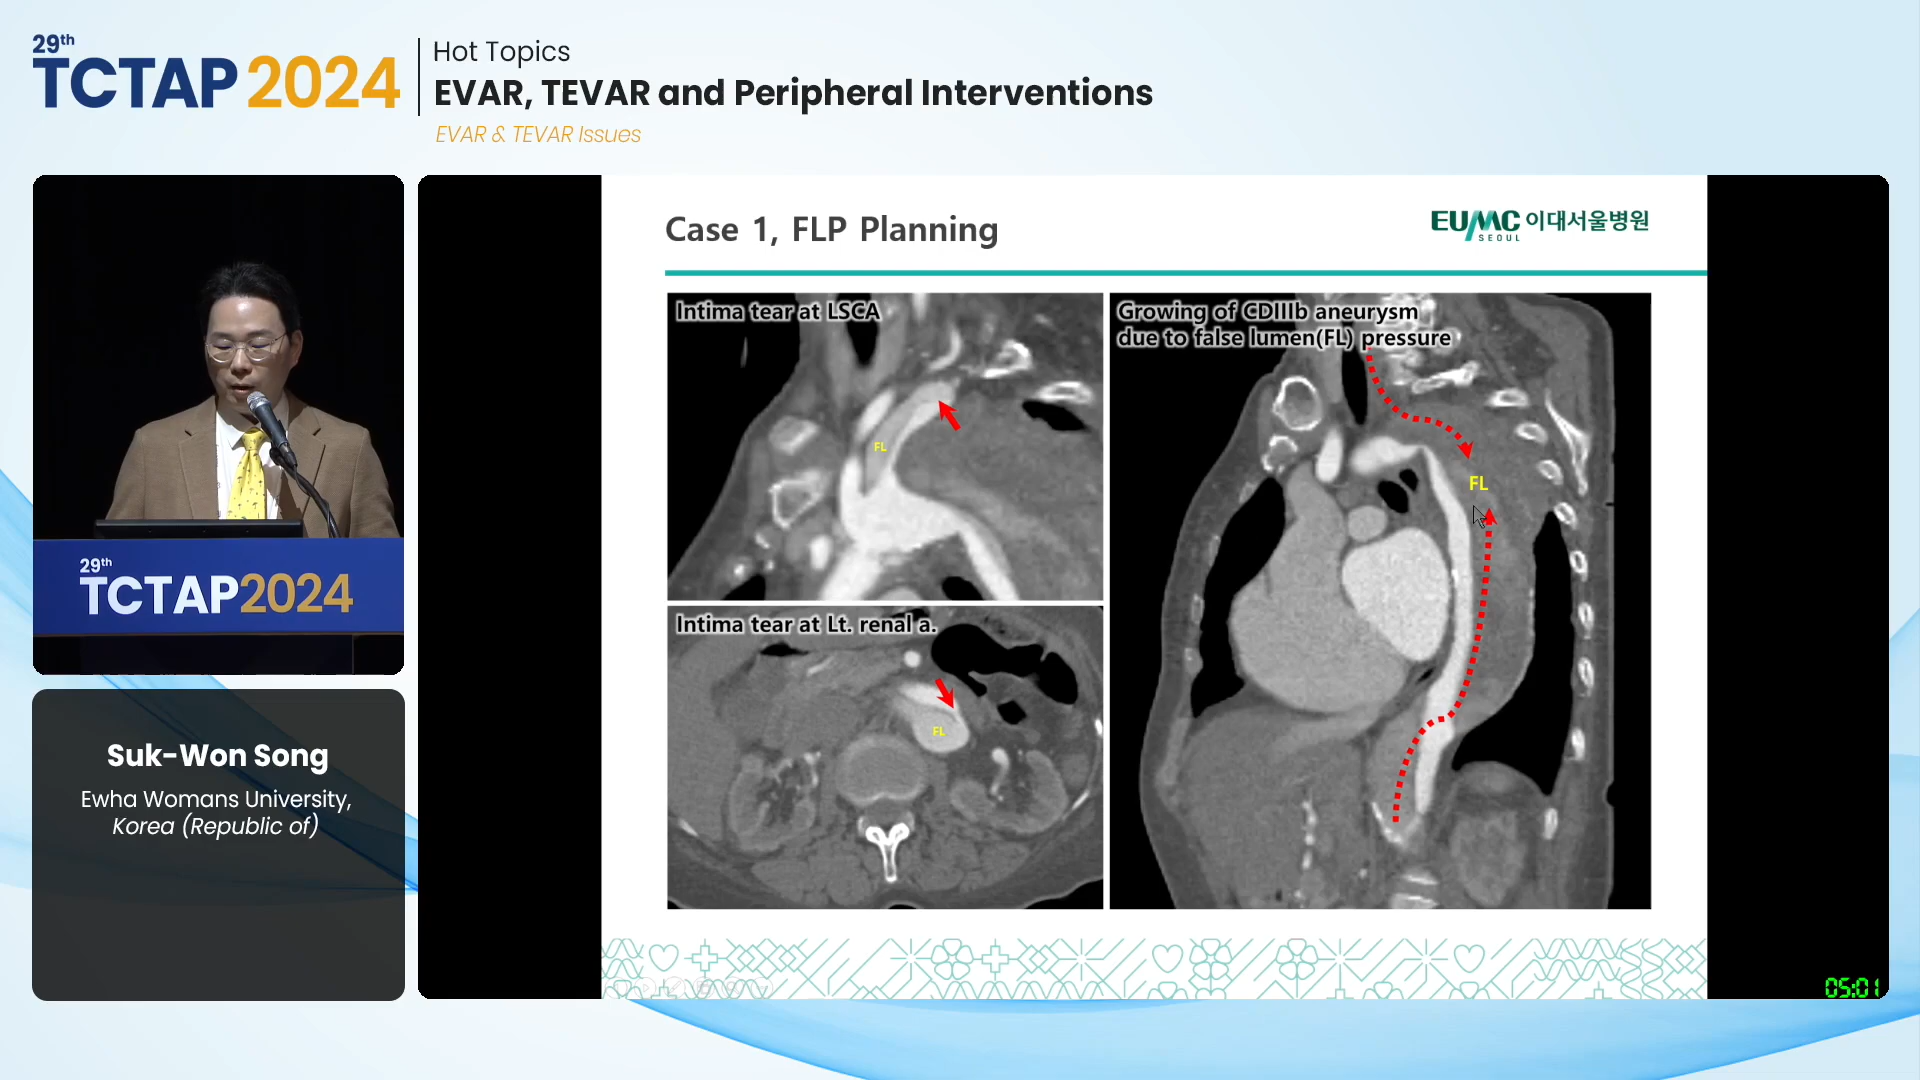 29th
TCTAP 2024
Hot Topics
EVAR, TEVAR and Peripheral Interventions
EVAR & TEVAR Issues
29th
TCTAP2024
Suk-Won Song
Ewha Womans University,
Korea (Republic of)
Case 1, FLP Planning
EUMC 이대서울병원
SEOUL
Intima tear at LSCA
FL
Intima tear at Lt. renal a.
FL
Growing of CDIIIb aneurysm
due to false lumen(FL) pressure
FL
05:01